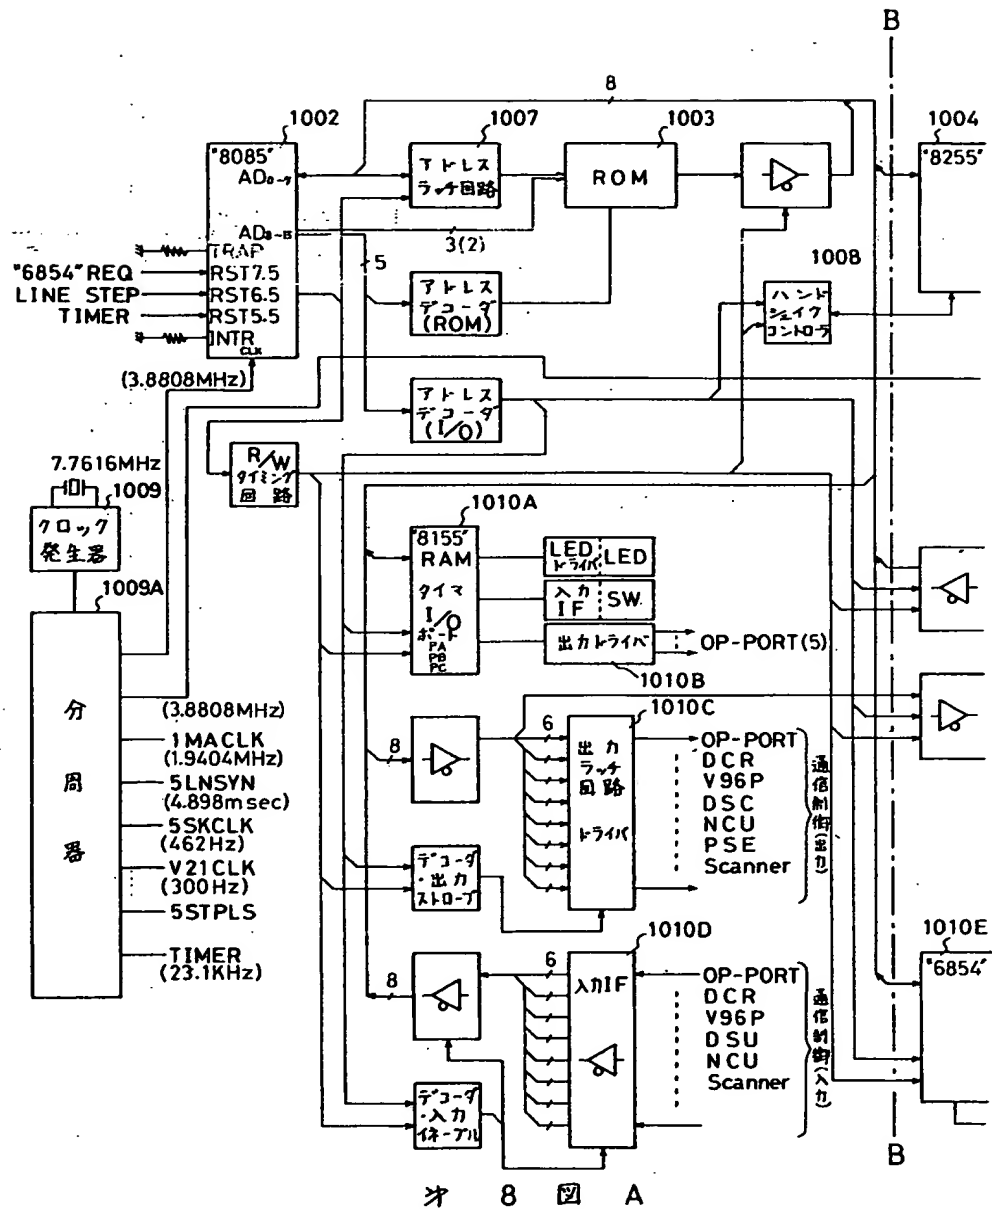 B
8
1002
1007
1003
1004
"8085"
AD0~7
アドレス
ラッチ回路
ROM
"8255"
AD8~15
3(2)
TRAP
"6854"REQ
RST7.5
LINE STEP
RST6.5
TIMER
RST5.5
INTR
CLK
5
アドレス
デコーダ
(ROM)
1008
ハンド
シェイク
コントローラ
(3.8808MHz)
アドレス
デコーダ
(I/O)
R/W
タイミング
回路
7.7616MHz
1009
クロック
発生器
1009A
分
周
器
1010A
"8155"
RAM
タイマ
I/O
ポート
PA
PB
PC
LED
ドライバ
LED
入力
IF
SW.
出力ドライバ
OP-PORT(5)
1010B
1010C
(3.8808MHz)
1MACLK
(1.9404MHz)
5LNSYN
(4.898msec)
5SKCLK
(462Hz)
V21CLK
(300Hz)
5STPLS
TIMER
(23.1KHz)
8
6
出力
ラッチ
回路
ドライバ
OP-PORT
DCR
V96P
DSC
NCU
PSE
Scanner
通信制御(出力)
デコーダ
・出力
ストローブ
1010D
1010E
"6854"
8
6
入力IF
OP-PORT
DCR
V96P
DSU
NCU
Scanner
通信制御(入力)
デコーダ
・入力
イネーブル
B
第 8 図 A